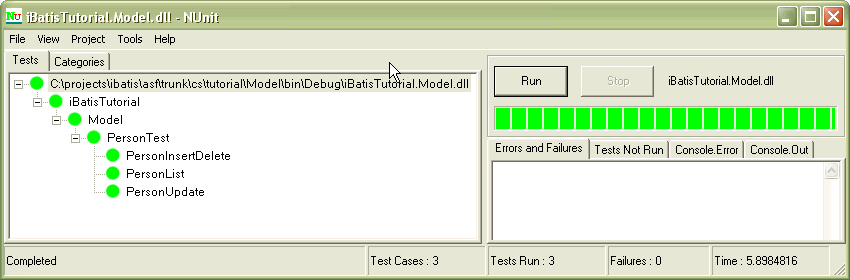 iBatisTutorial.Model.dll - NUnit
File View Project Tools Help
Tests Categories
C:\projects\ibatis\asf\trunk\cs\tutorial\Model\bin\Debug\iBatisTutorial.Model.dll
iBatisTutorial
Model
PersonTest
PersonInsertDelete
PersonList
PersonUpdate
Run Stop iBatisTutorial.Model.dll
Errors and Failures Tests Not Run Console.Error Console.Out
Completed Test Cases : 3 Tests Run : 3 Failures : 0 Time : 5.8984816